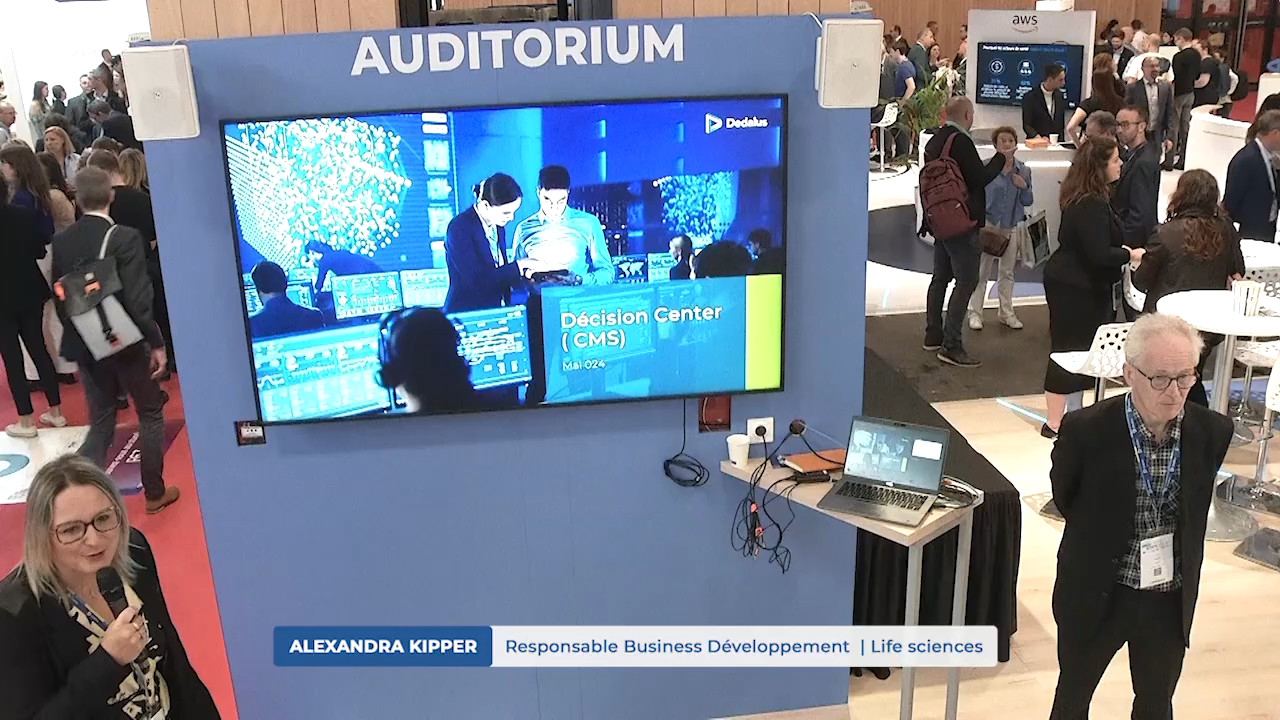 AUDITORIUM
aws
Dedalus
Décision Center
( CMS)
Mai 024
ALEXANDRA KIPPER
Responsable Business Développement | Life sciences